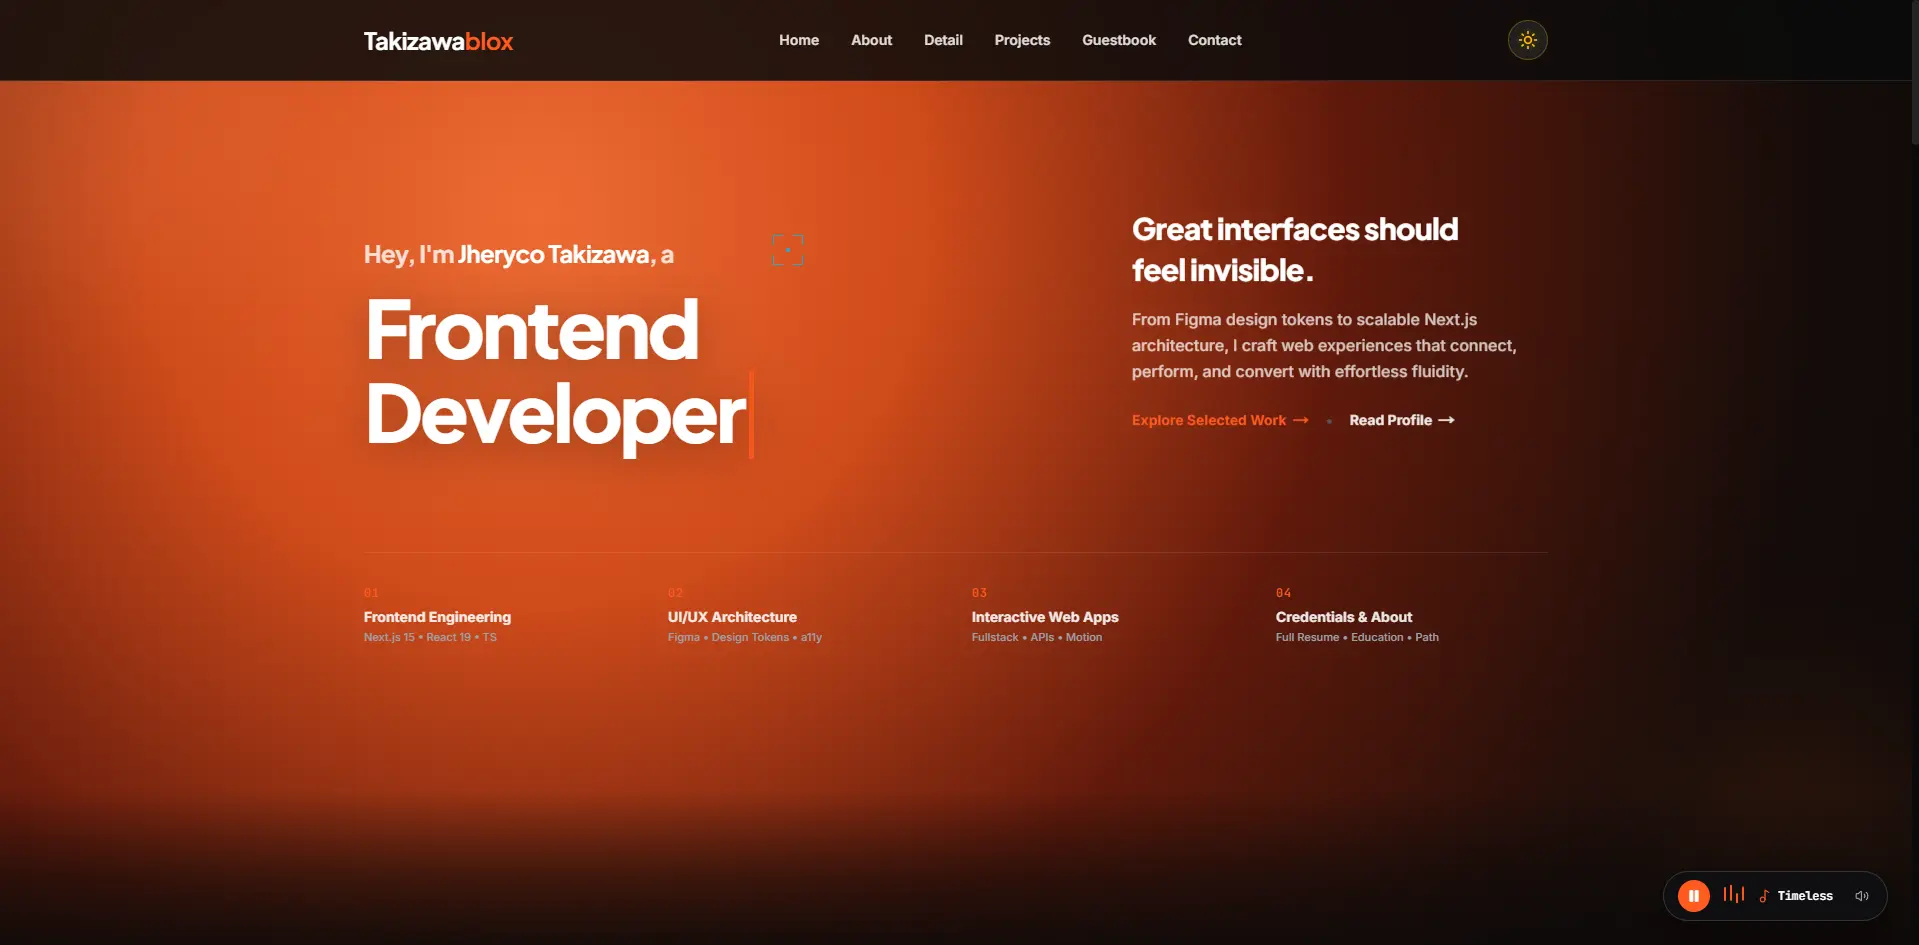 Takizawablox
Home About Detail Projects Guestbook Contact
Hey, I'm Jheryco Takizawa, a
Frontend
Developer
Great interfaces should
feel invisible.
From Figma design tokens to scalable Next.js
architecture, I craft web experiences that connect,
perform, and convert with effortless fluidity.
Explore Selected Work → • Read Profile →
01
Frontend Engineering
Next.js 15 • React 19 • TS
02
UI/UX Architecture
Figma • Design Tokens • a11y
03
Interactive Web Apps
Fullstack • APIs • Motion
04
Credentials & About
Full Resume • Education • Path
Timeless